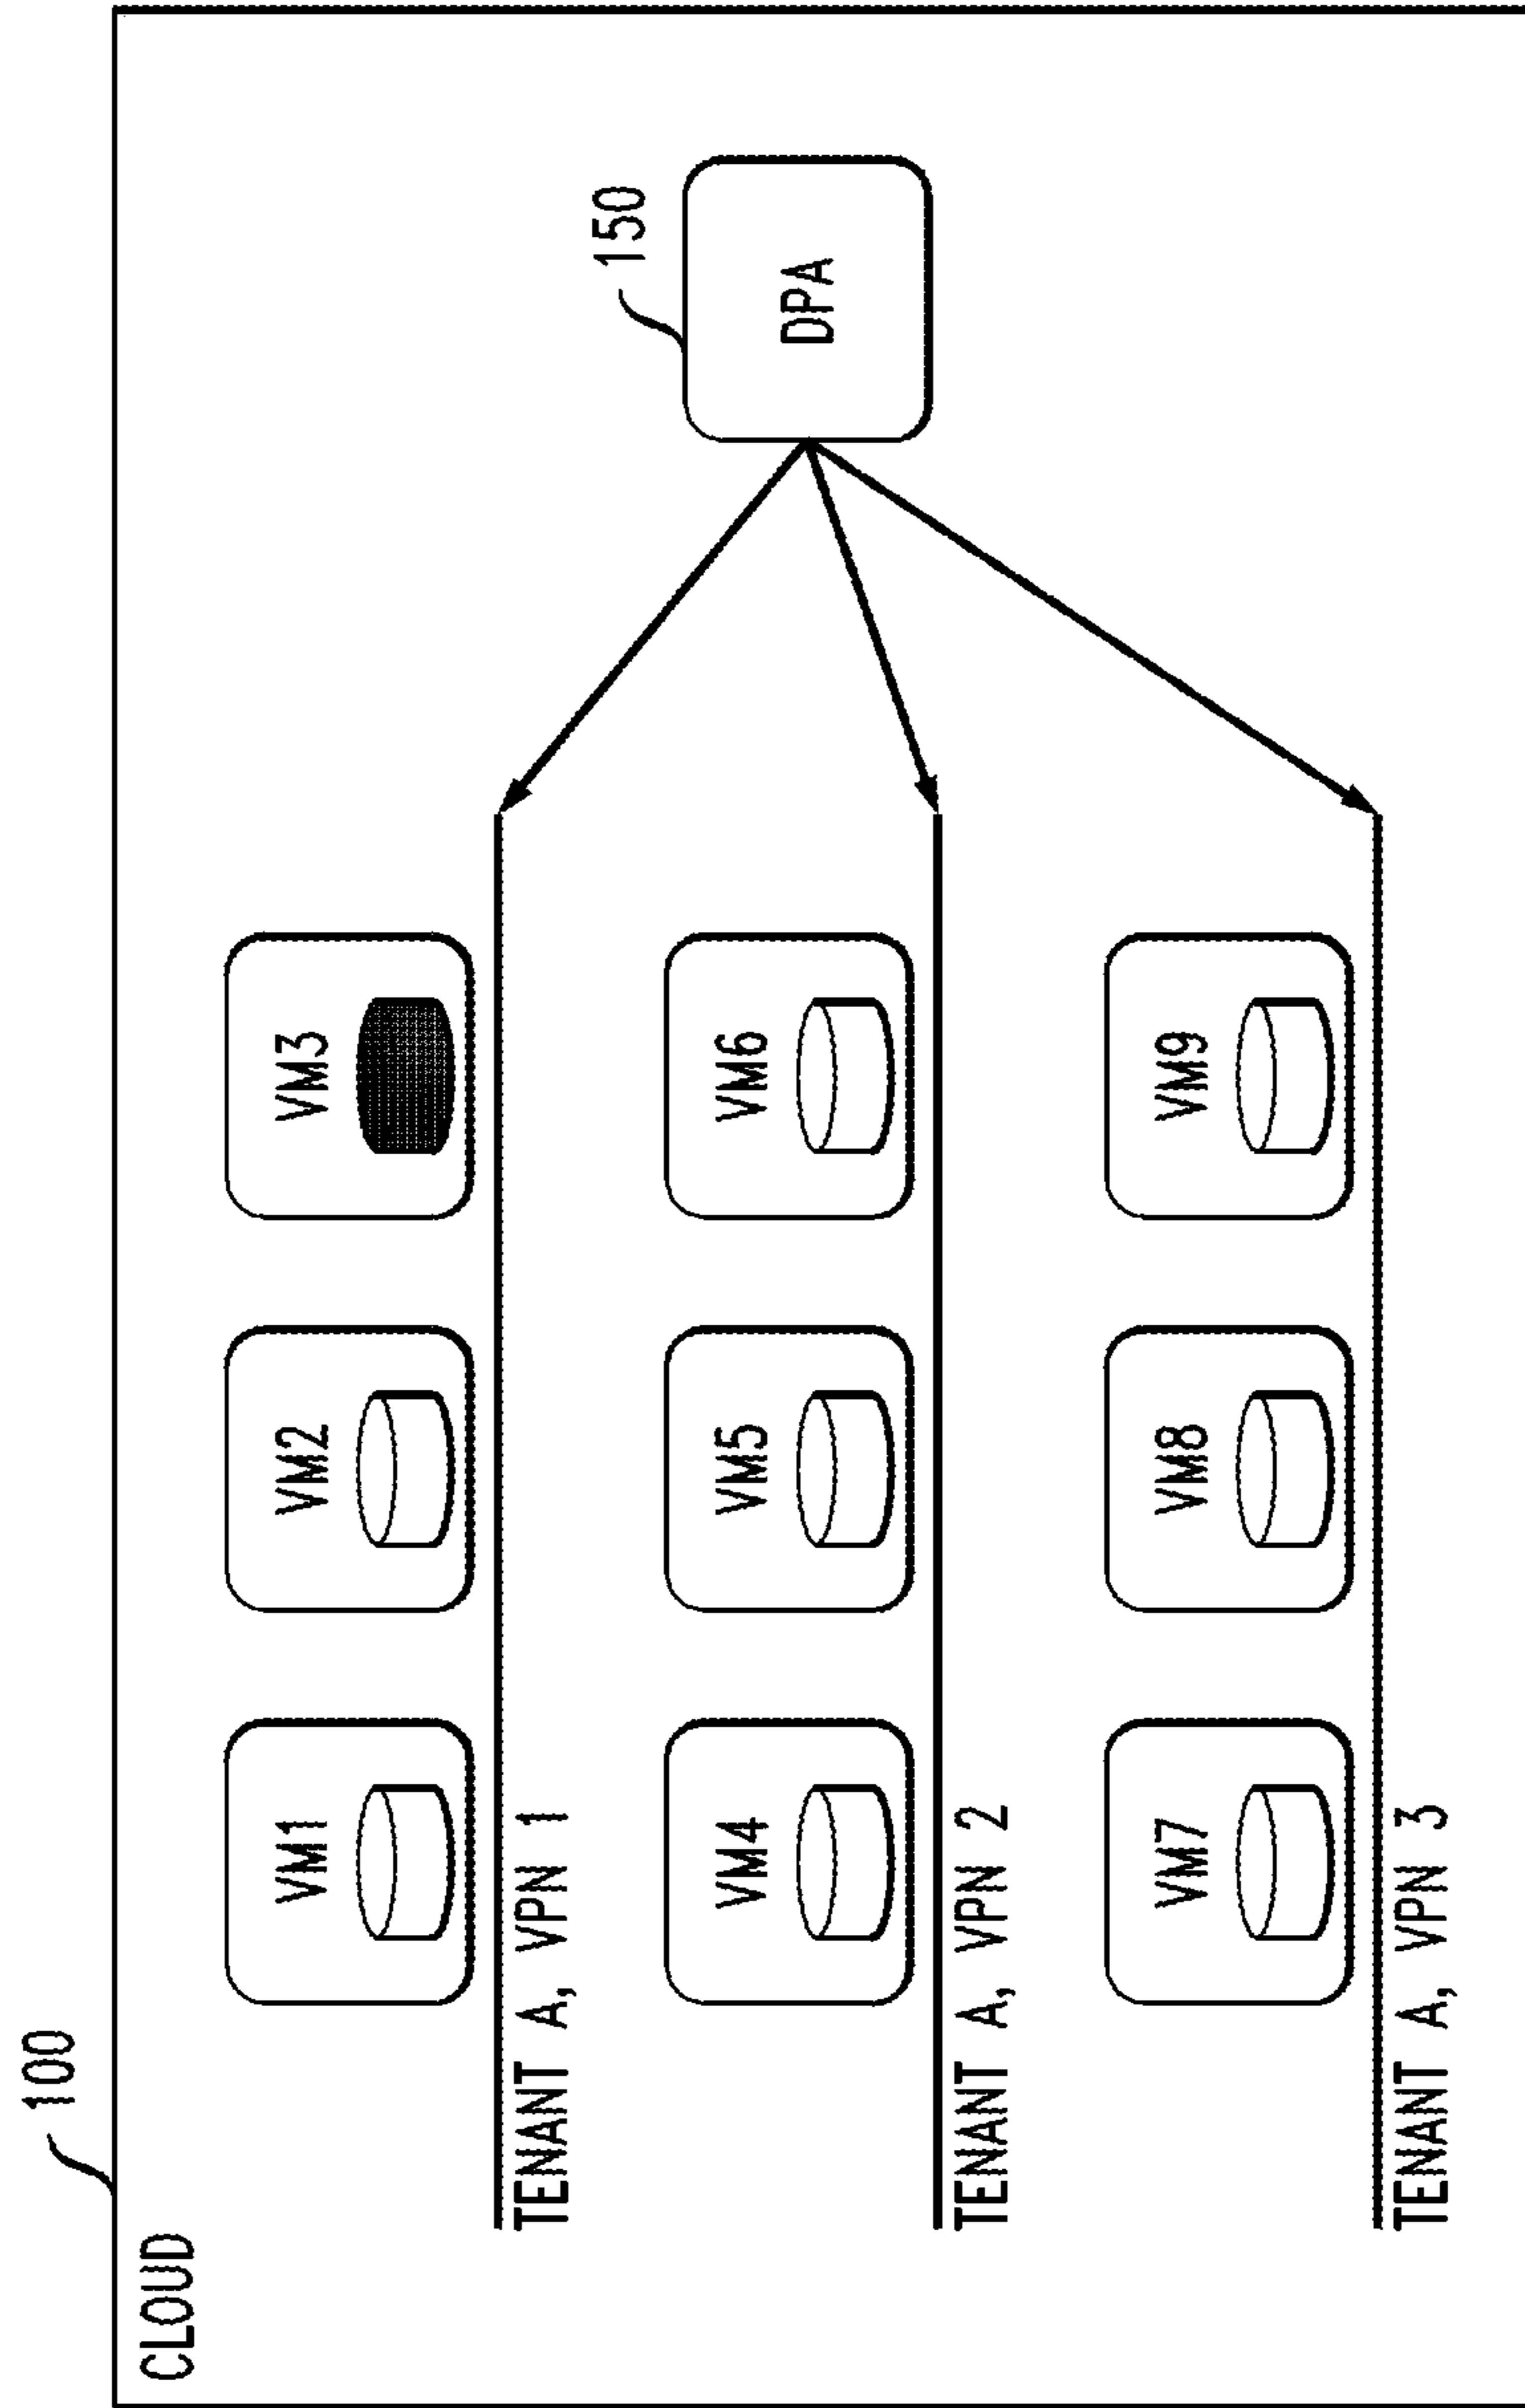 100
CLOUD
VM1
VM2
VM3
TENANT A, VPN 1
150
DPA
VM4
VM5
VM6
TENANT A, VPN 2
VM7
VM8
VM9
TENANT A, VPN 3